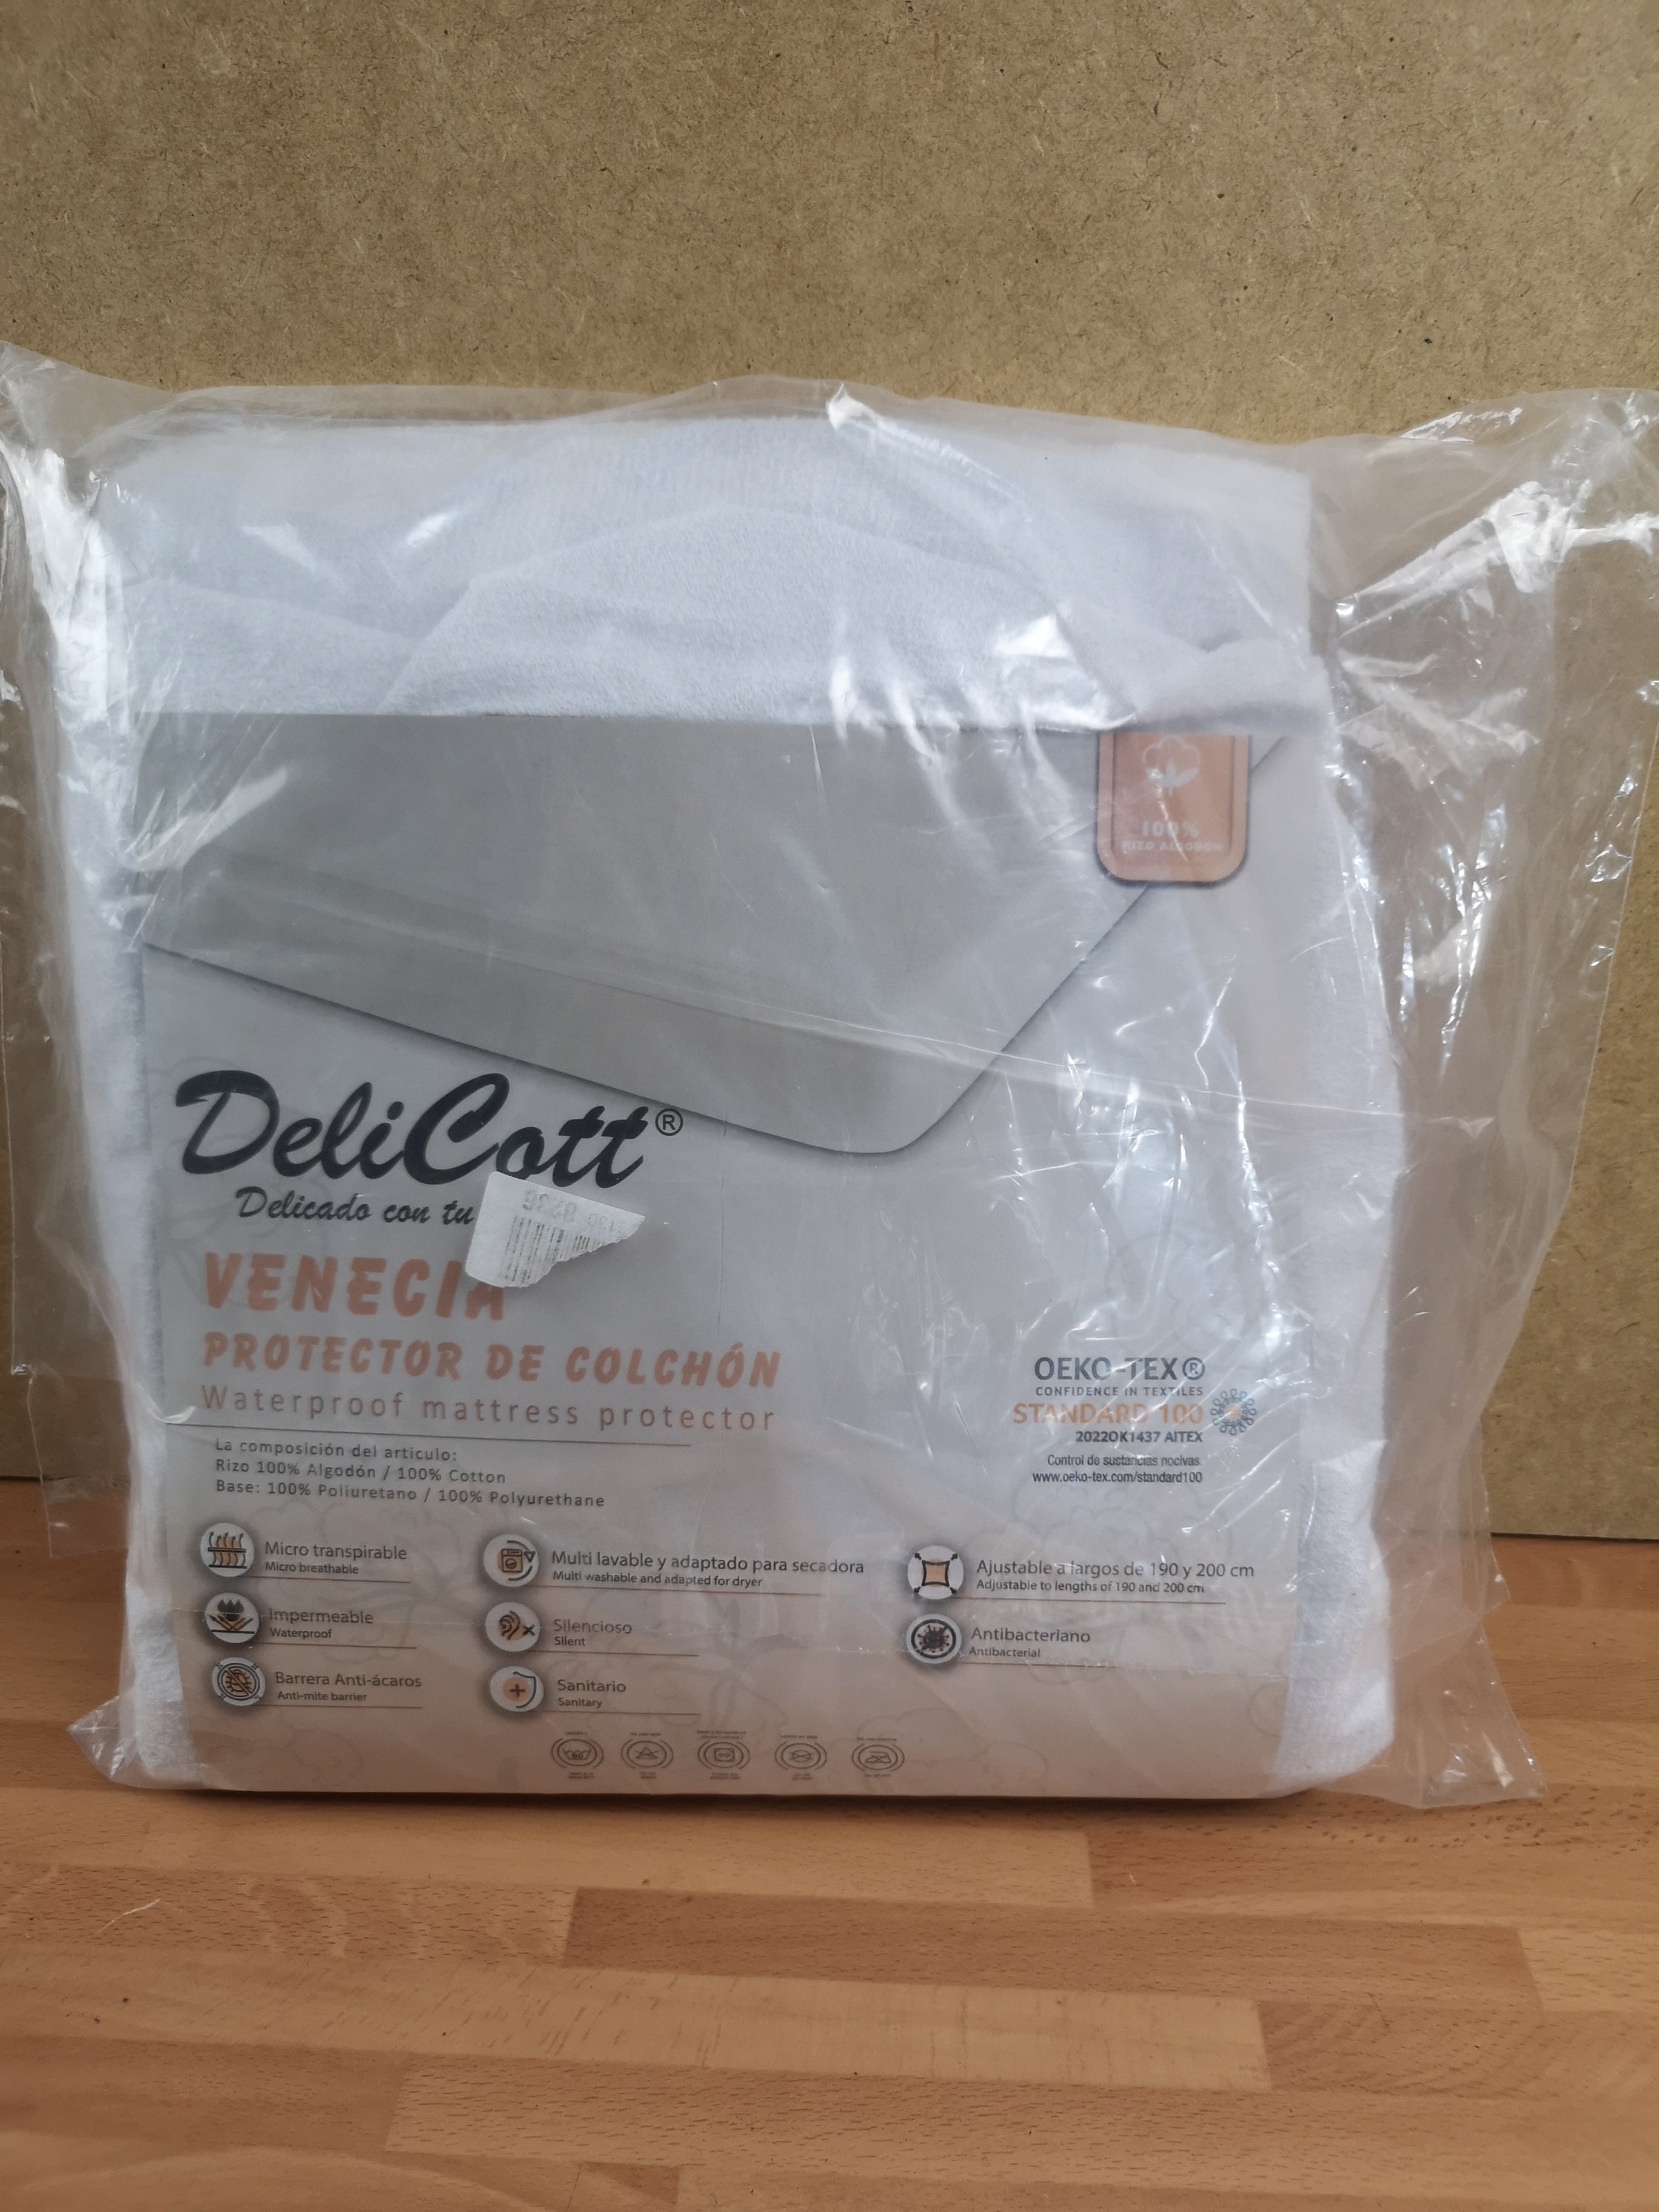 100%
RIZO ALGODÓN
DeliCott®
Delicado con tu
VENECIA
PROTECTOR DE COLCHÓN
Waterproof mattress protector
La composición del articulo:
Rizo 100% Algodón / 100% Cotton
Base: 100% Poliuretano / 100% Polyurethane
OEKO-TEX®
CONFIDENCE IN TEXTILES
STANDARD 100
2022OK1437 AITEX
Control de sustancias nocivas.
www.oeko-tex.com/standard100
Micro transpirable
Micro breathable
Impermeable
Waterproof
Barrera Anti-ácaros
Anti-mite barrier
Multi lavable y adaptado para secadora
Multi washable and adapted for dryer
Silencioso
Silent
Sanitario
Sanitary
Ajustable a largos de 190 y 200 cm
Adjustable to lengths of 190 and 200 cm
Antibacteriano
Antibacterial